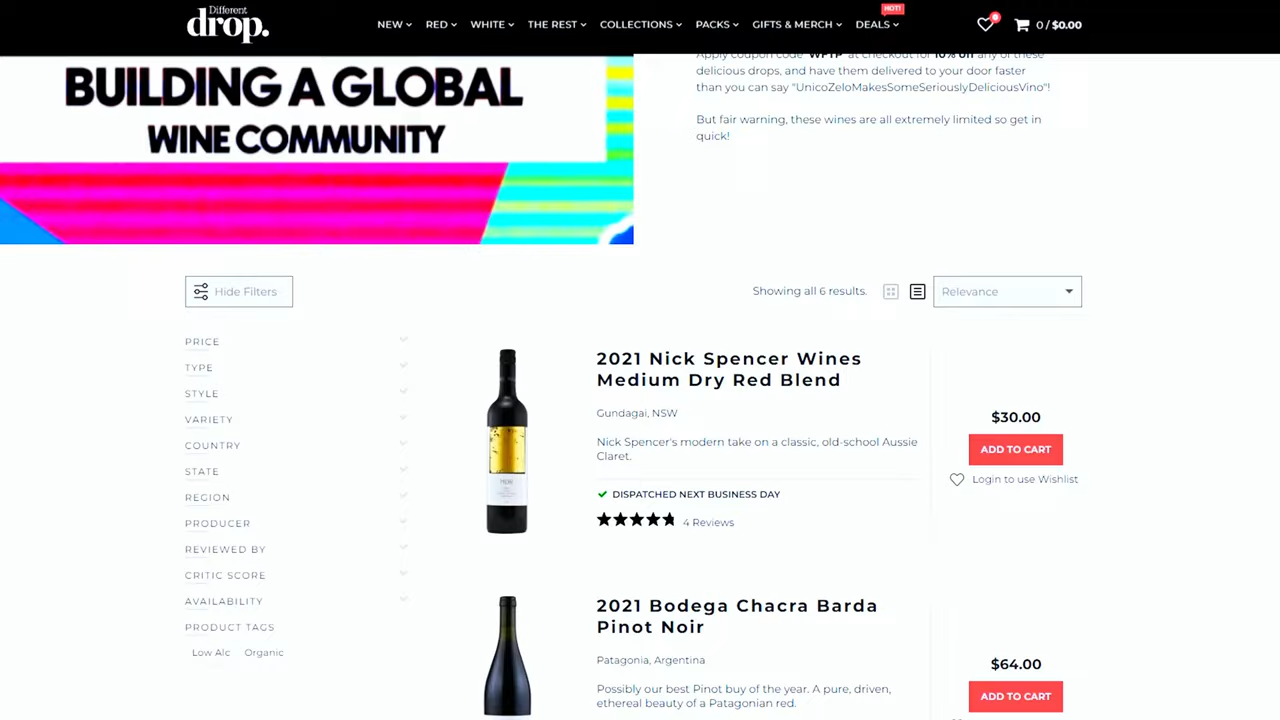 Different
drop.
NEW RED WHITE THE REST COLLECTIONS PACKS GIFTS & MERCH DEALS
HOT!
0
0 / $0.00
BUILDING A GLOBAL
WINE COMMUNITY
Apply coupon code "WFTP" at checkout for 10% off any of these
delicious drops, and have them delivered to your door faster
than you can say "UnicoZeloMakesSomeSeriouslyDeliciousVino"!
But fair warning, these wines are all extremely limited so get in
quick!
Hide Filters
Showing all 6 results.
Relevance
PRICE
TYPE
STYLE
VARIETY
COUNTRY
STATE
REGION
PRODUCER
REVIEWED BY
CRITIC SCORE
AVAILABILITY
PRODUCT TAGS
Low Alc Organic
2021 Nick Spencer Wines
Medium Dry Red Blend
Gundagai, NSW
Nick Spencer's modern take on a classic, old-school Aussie
Claret.
DISPATCHED NEXT BUSINESS DAY
4 Reviews
$30.00
ADD TO CART
Login to use Wishlist
2021 Bodega Chacra Barda
Pinot Noir
Patagonia, Argentina
Possibly our best Pinot buy of the year. A pure, driven,
ethereal beauty of a Patagonian red.
$64.00
ADD TO CART